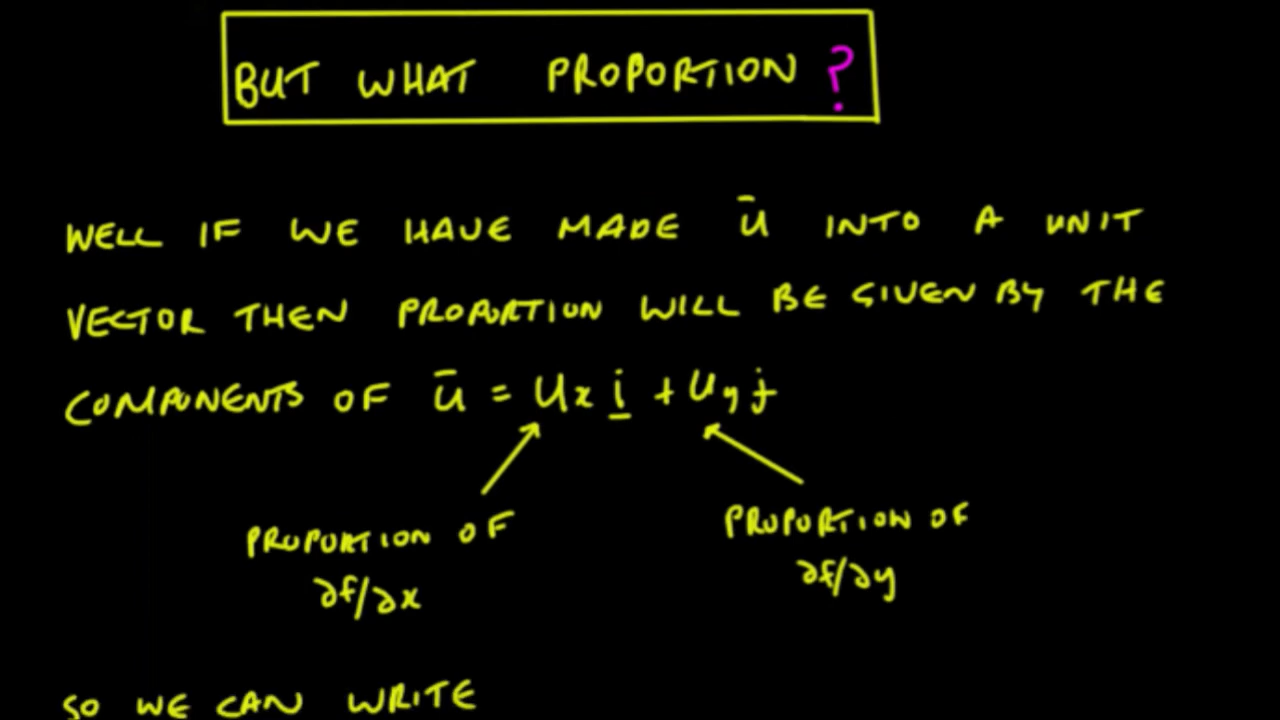 BUT WHAT PROPORTION ?
WELL IF WE HAVE MADE ū INTO A UNIT
VECTOR THEN PROPORTION WILL BE GIVEN BY THE
COMPONENTS OF ū = Ux i + Uy j
PROPORTION OF
∂f/∂x
PROPORTION OF
∂f/∂y
SO WE CAN WRITE